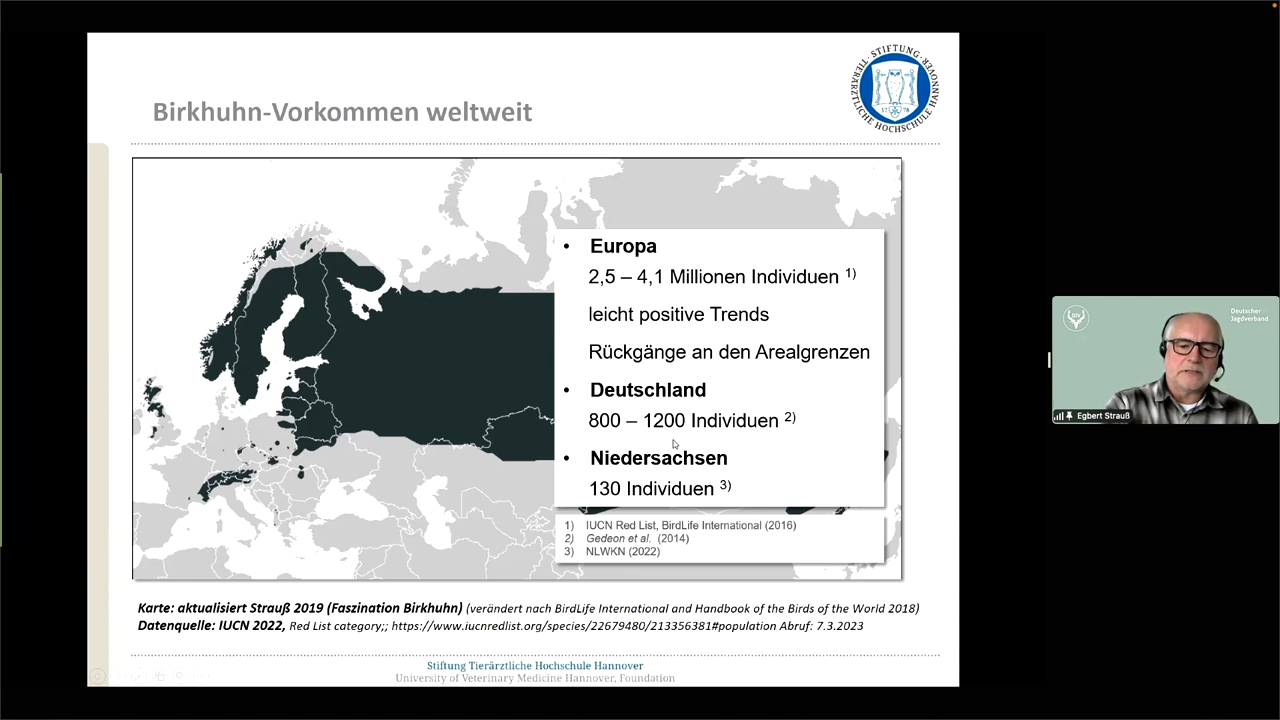 STIFTUNG
TIERÄRZTLICHE HOCHSCHULE HANNOVER
1778
Birkhuhn-Vorkommen weltweit
• Europa
2,5 – 4,1 Millionen Individuen 1)
leicht positive Trends
Rückgänge an den Arealgrenzen
• Deutschland
800 – 1200 Individuen 2)
• Niedersachsen
130 Individuen 3)
1) IUCN Red List, BirdLife International (2016)
2) Gedeon et al. (2014)
3) NLWKN (2022)
Karte: aktualisiert Strauß 2019 (Faszination Birkhuhn) (verändert nach BirdLife International and Handbook of the Birds of the World 2018)
Datenquelle: IUCN 2022, Red List category;; https://www.iucnredlist.org/species/22679480/213356381#population Abruf: 7.3.2023
Stiftung Tierärztliche Hochschule Hannover
University of Veterinary Medicine Hannover, Foundation
DJV
Deutscher
Jagdverband
Egbert Strauß